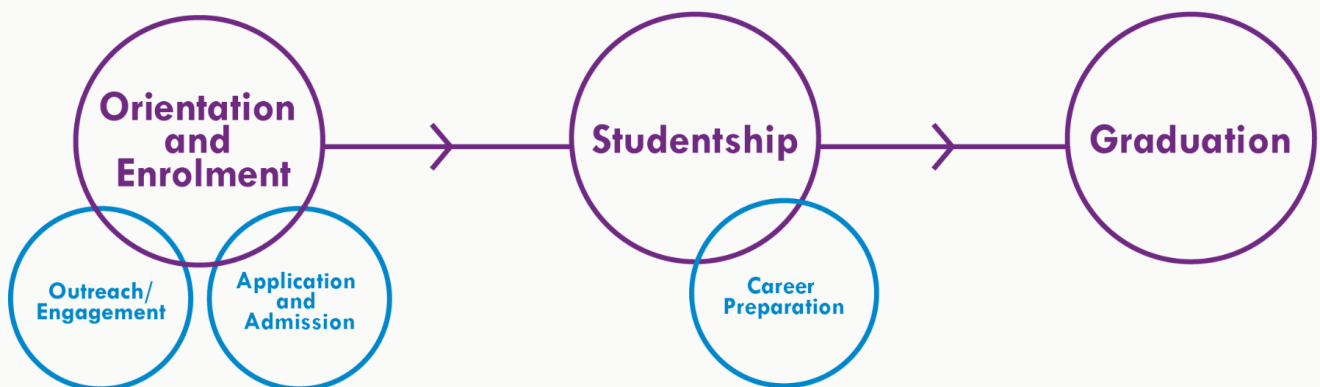 Orientation
and
Enrolment
Studentship
Graduation
Outreach/
Engagement
Application
and
Admission
Career
Preparation